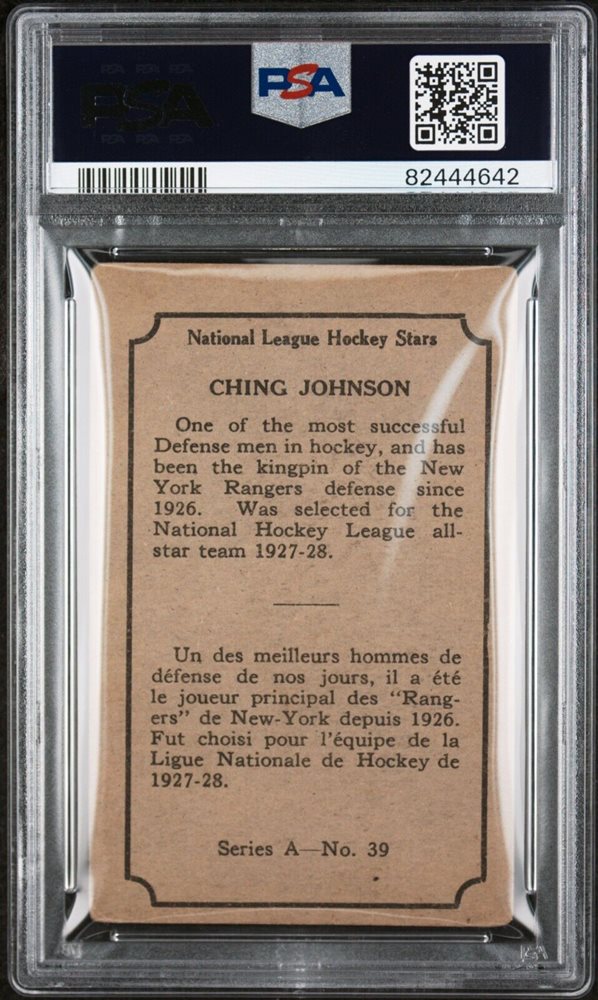 PSA
PSA
82444642
National League Hockey Stars
CHING JOHNSON
One of the most successful
Defense men in hockey, and has
been the kingpin of the New
York Rangers defense since
1926. Was selected for the
National Hockey League all-
star team 1927-28.
Un des meilleurs hommes de
défense de nos jours, il a été
le joueur principal des "Rang-
ers" de New-York depuis 1926.
Fut choisi pour l'équipe de la
Ligue Nationale de Hockey de
1927-28.
Series A—No. 39